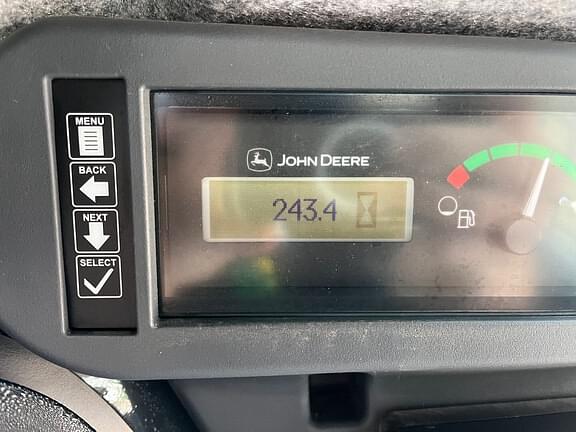 MENU
BACK
NEXT
SELECT
JOHN DEERE
243.4